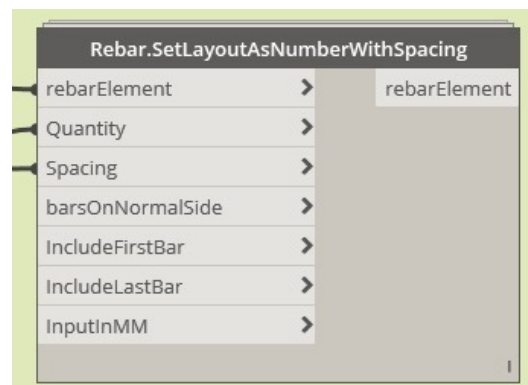 Rebar.SetLayoutAsNumberWithSpacing
rebarElement > rebarElement
Quantity >
Spacing >
barsOnNormalSide >
IncludeFirstBar >
IncludeLastBar >
InputInMM >
I